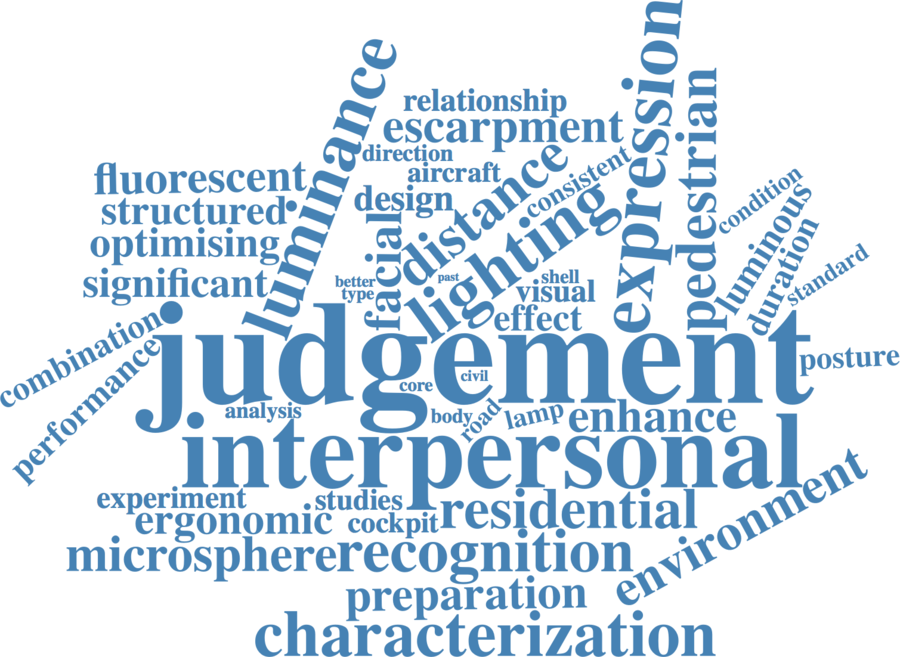 expression
luminance
pedestrian
relationship
escarpment
direction
distance
consistent
aircraft
fluorescent
design
condition
structured
lighting
luminous
facial
optimising
duration
standard
significant
better
past
shell
type
visual
effect
combination
judgement
posture
performance
core
civil
analysis
body
road
lamp
enhance
interpersonal
environment
experiment
studies
residential
ergonomic
cockpit
microsphere
recognition
preparation
characterization